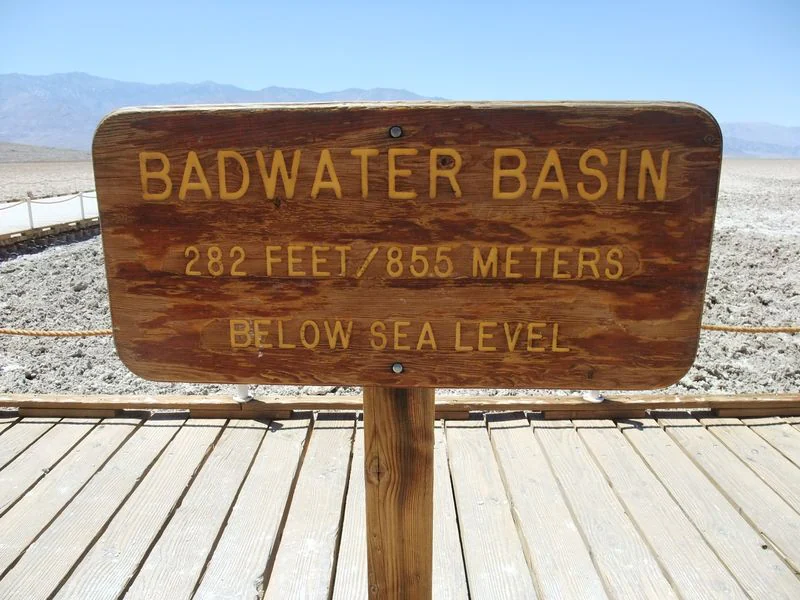 BADWATER BASIN
282 FEET/855 METERS
BELOW SEA LEVEL